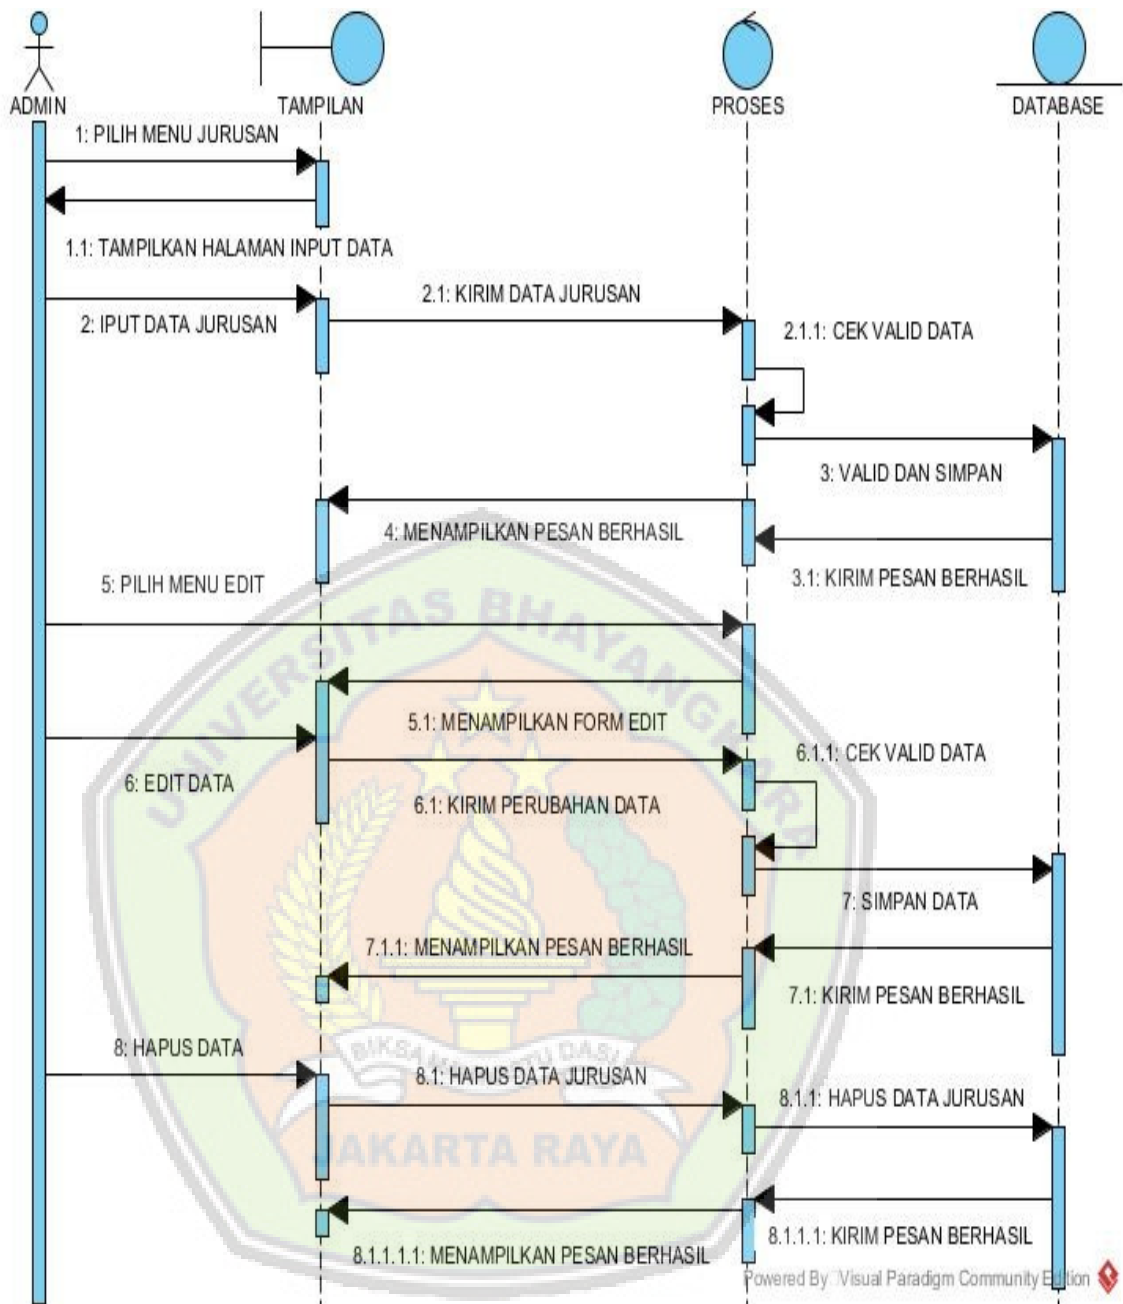 ADMIN
TAMPILAN
PROSES
DATABASE
1: PILIH MENU JURUSAN
1.1: TAMPILKAN HALAMAN INPUT DATA
2: IPUT DATA JURUSAN
2.1: KIRIM DATA JURUSAN
2.1.1: CEK VALID DATA
3: VALID DAN SIMPAN
4: MENAMPILKAN PESAN BERHASIL
3.1: KIRIM PESAN BERHASIL
5: PILIH MENU EDIT
5.1: MENAMPILKAN FORM EDIT
6: EDIT DATA
6.1: KIRIM PERUBAHAN DATA
6.1.1: CEK VALID DATA
7: SIMPAN DATA
7.1.1: MENAMPILKAN PESAN BERHASIL
7.1: KIRIM PESAN BERHASIL
8: HAPUS DATA
8.1: HAPUS DATA JURUSAN
8.1.1: HAPUS DATA JURUSAN
8.1.1.1: KIRIM PESAN BERHASIL
8.1.1.1.1: MENAMPILKAN PESAN BERHASIL
UNIVERSITAS BHAYANGKARA
JAKARTA RAYA
Powered By Visual Paradigm Community Edition